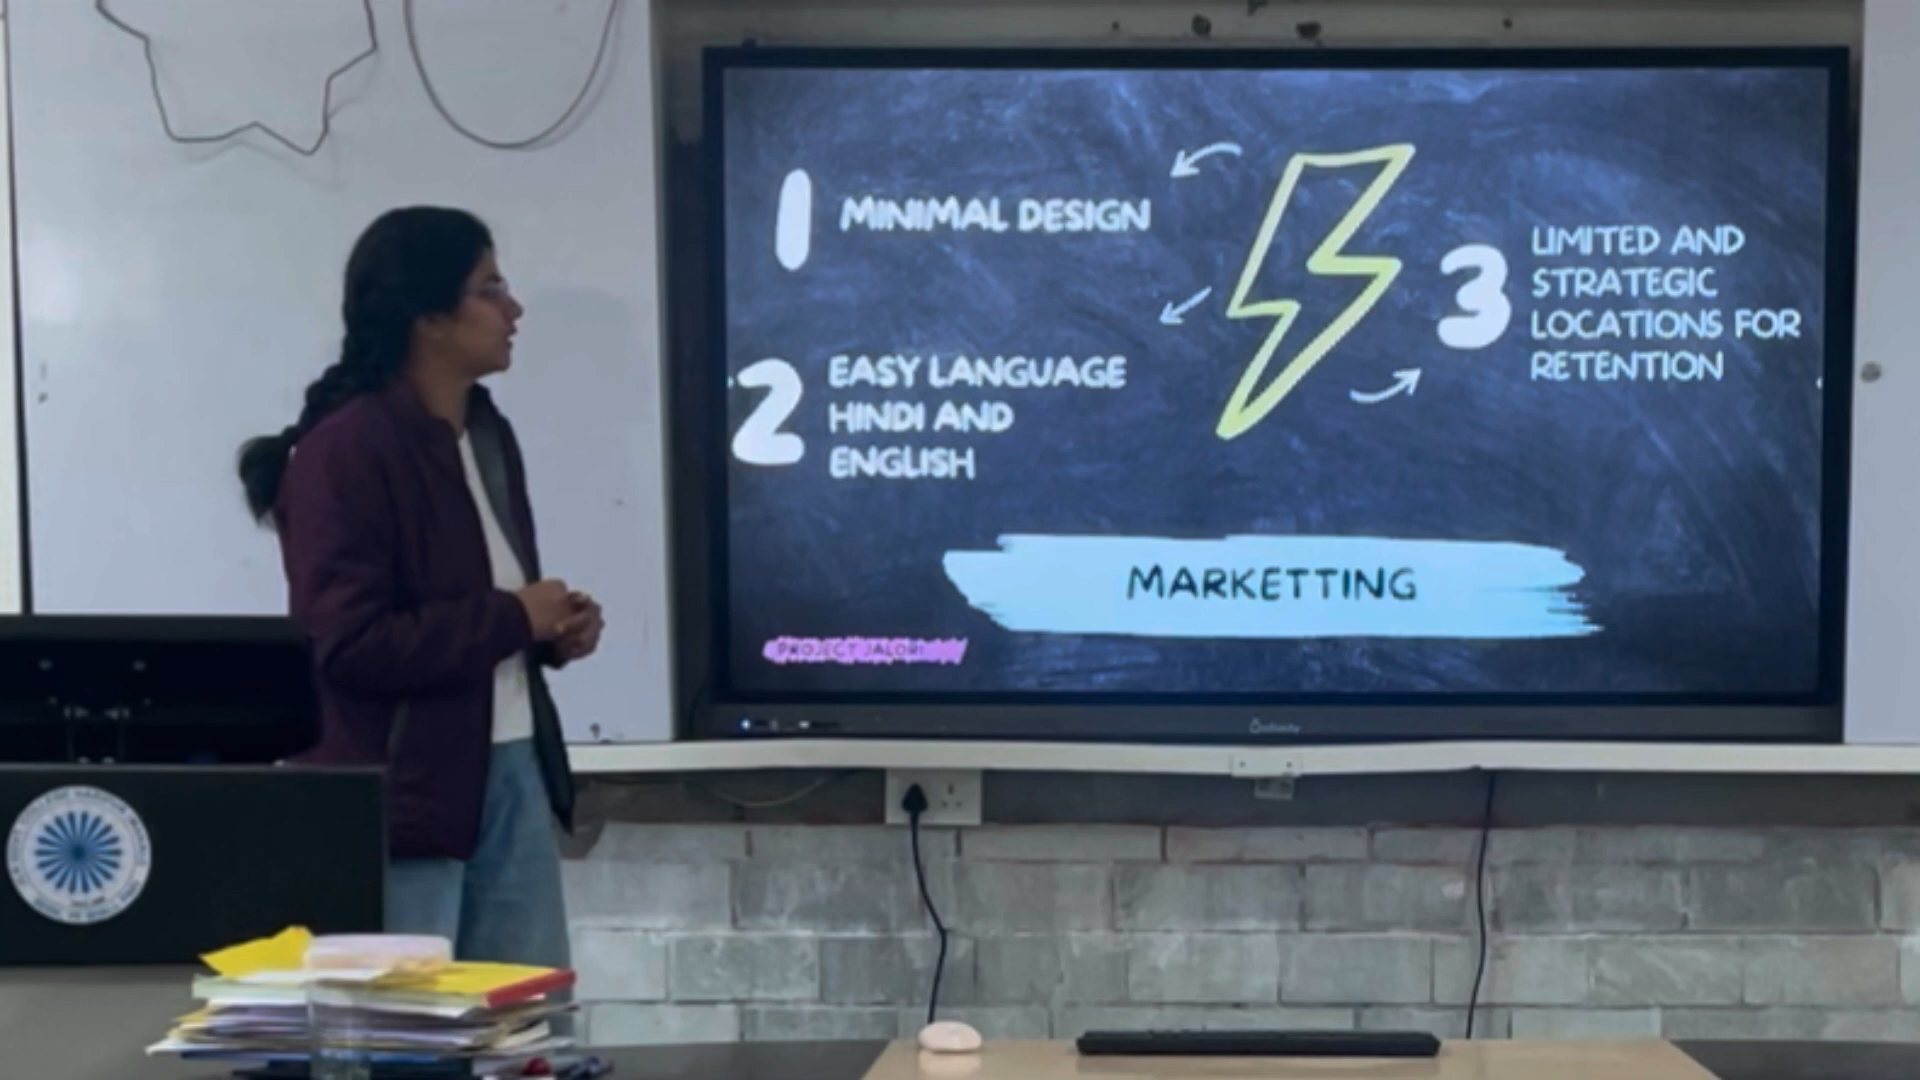 1 MINIMAL DESIGN
2 EASY LANGUAGE
HINDI AND
ENGLISH
3 LIMITED AND
STRATEGIC
LOCATIONS FOR
RETENTION
MARKETTING
PROJECT JALORI